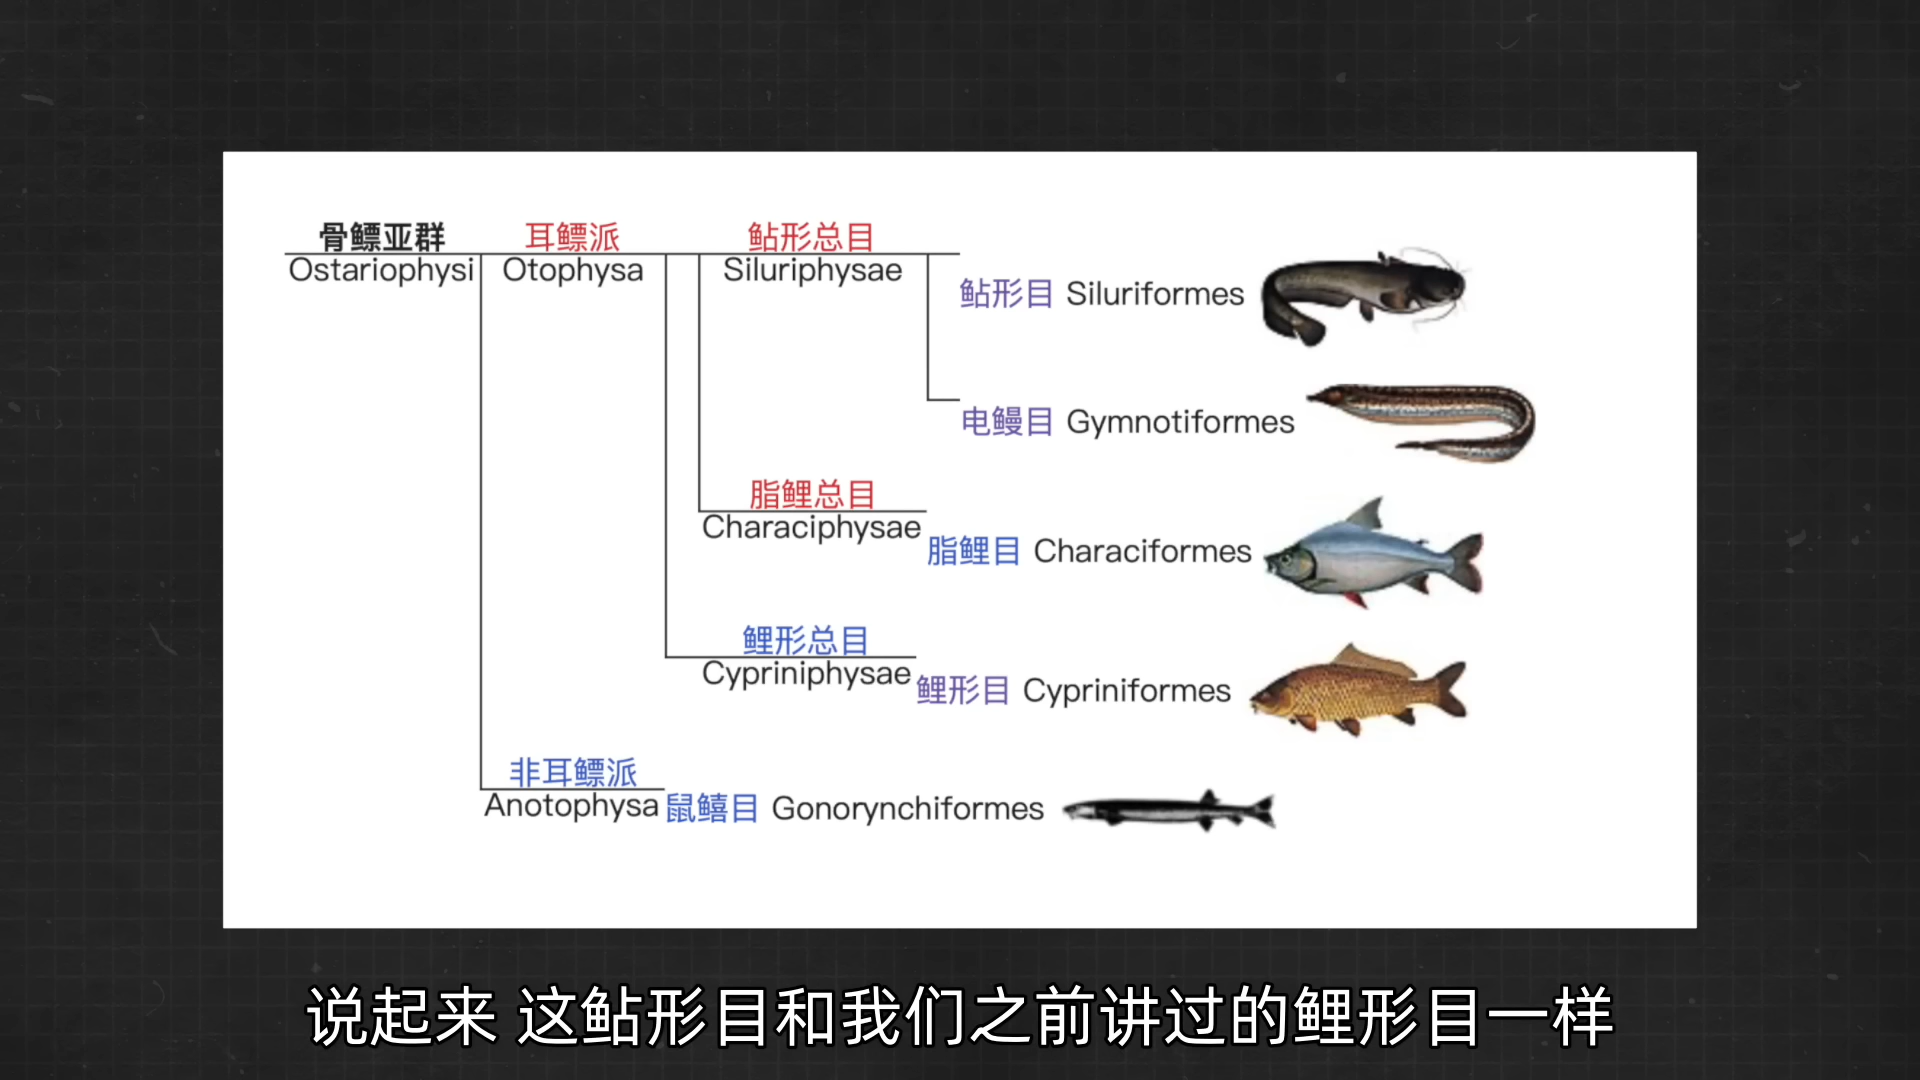 骨鳔亚群
Ostariophysi
耳鳔派
Otophysa
鲇形总目
Siluriphysae
鲇形目 Siluriformes
电鳗目 Gymnotiformes
脂鲤总目
Characiphysae
脂鲤目 Characiformes
鲤形总目
Cypriniphysae
鲤形目 Cypriniformes
非耳鳔派
Anotophysa
鼠鱚目 Gonorynchiformes
说起来 这鲇形目和我们之前讲过的鲤形目一样